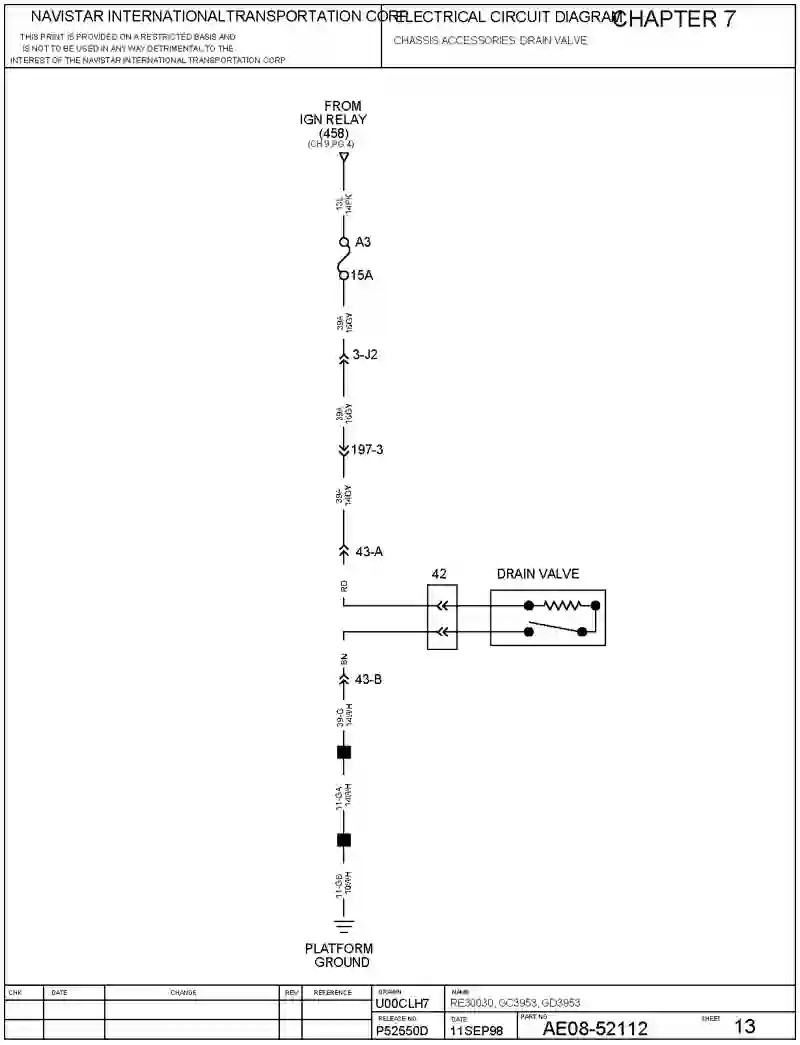 NAVISTAR INTERNATIONAL TRANSPORTATION CORP.
ELECTRICAL CIRCUIT DIAGRAM
CHAPTER 7
THIS PRINT IS PROVIDED ON A RESTRICTED BASIS AND
IS NOT TO BE USED IN ANY WAY DETRIMENTAL TO THE
INTEREST OF THE NAVISTAR INTERNATIONAL TRANSPORTATION CORP
CHASSIS ACCESSORIES: DRAIN VALVE
FROM
IGN RELAY
(458)
(CH 9,PG 4)
13L
14PK
A3
15A
39A
16GY
3-J2
39A
16GY
197-3
39A
14GY
43-A
RD
42
DRAIN VALVE
BN
43-B
39-G
14WH
11-GA
14WH
11-GB
10WH
PLATFORM
GROUND
CHK
DATE
CHANGE
REV
REFERENCE
DRAWN
U00CLH7
NAME
RE30030, GC3953, GD3953
RELEASE NO.
P52550D
DATE
11SEP98
PART NO
AE08-52112
SHEET
13